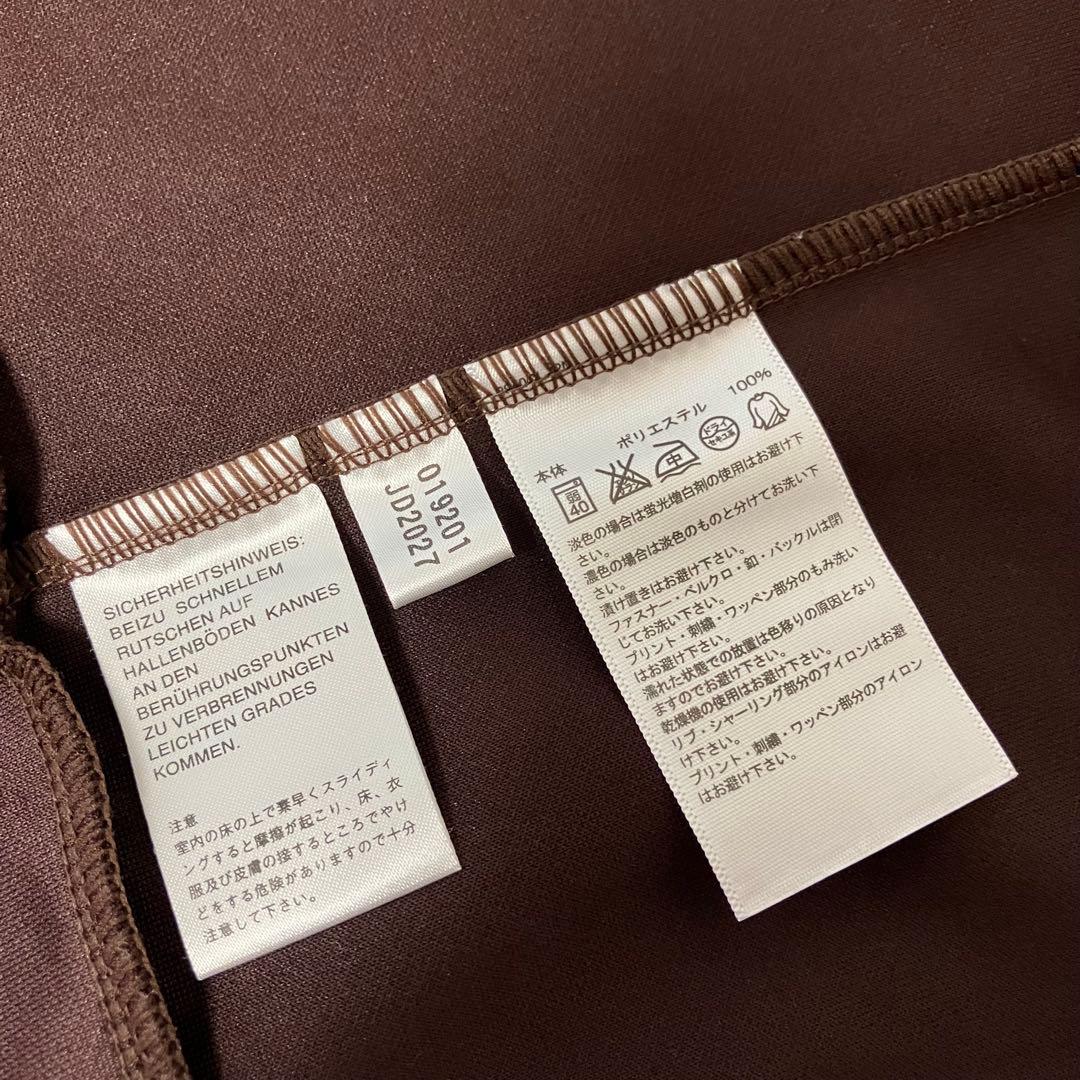 SICHERHEITSHINWEIS:
BEIZU SCHNELLEM
RUTSCHEN AUF
HALLENBÖDEN KANNES
AN DEN
BERÜHRUNGSPUNKTEN
ZU VERBRENNUNGEN
LEICHTEN GRADES
KOMMEN.
注意
室内の床の上で素早くスライディ
ングすると摩擦が起こり、床、衣
服及び皮膚の接するところでやけ
どをする危険がありますので十分
注意して下さい。
019201
JD2027
本体
ポリエステル 100%
弱
40
中
ドライ
セキユ系
淡色の場合は蛍光増白剤の使用はお避け下
さい。
濃色の場合は淡色のものと分けてお洗い下
さい。
漬け置きはお避け下さい。
ファスナー・ベルクロ・釦・バックルは閉
じてお洗い下さい。
プリント・刺繍・ワッペン部分のもみ洗い
はお避け下さい。
濡れた状態での放置は色移りの原因となり
ますのでお避け下さい。
乾燥機の使用はお避け下さい。
リブ・シャーリング部分のアイロンはお避
け下さい。
プリント・刺繍・ワッペン部分のアイロン
はお避け下さい。